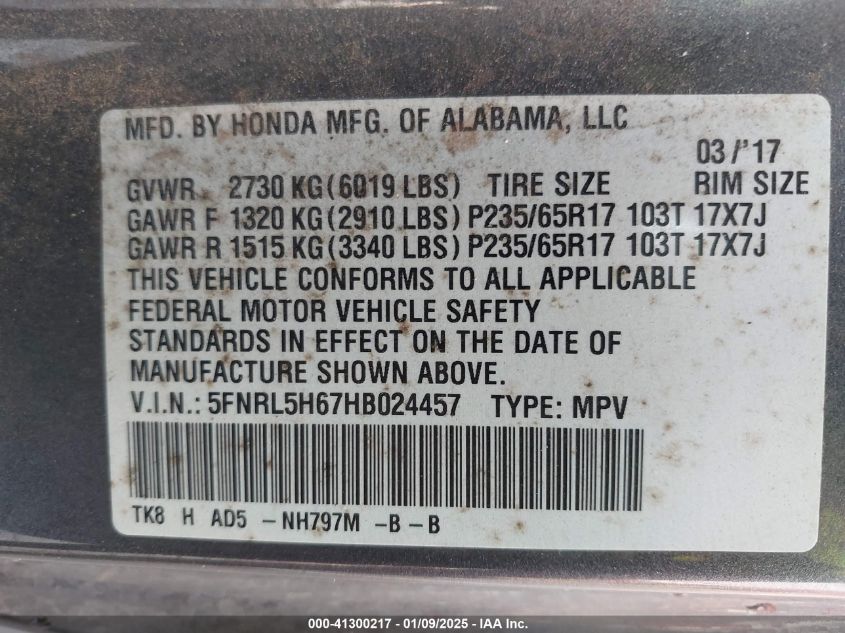 MFD. BY HONDA MFG. OF ALABAMA, LLC
03/'17
GVWR 2730 KG(6019 LBS) TIRE SIZE RIM SIZE
GAWR F 1320 KG(2910 LBS) P235/65R17 103T 17X7J
GAWR R 1515 KG(3340 LBS) P235/65R17 103T 17X7J
THIS VEHICLE CONFORMS TO ALL APPLICABLE
FEDERAL MOTOR VEHICLE SAFETY
STANDARDS IN EFFECT ON THE DATE OF
MANUFACTURE SHOWN ABOVE.
V.I.N.: 5FNRL5H67HB024457 TYPE: MPV
TK8 H AD5 -NH797M -B -B
000-41300217 - 01/09/2025 - IAA Inc.